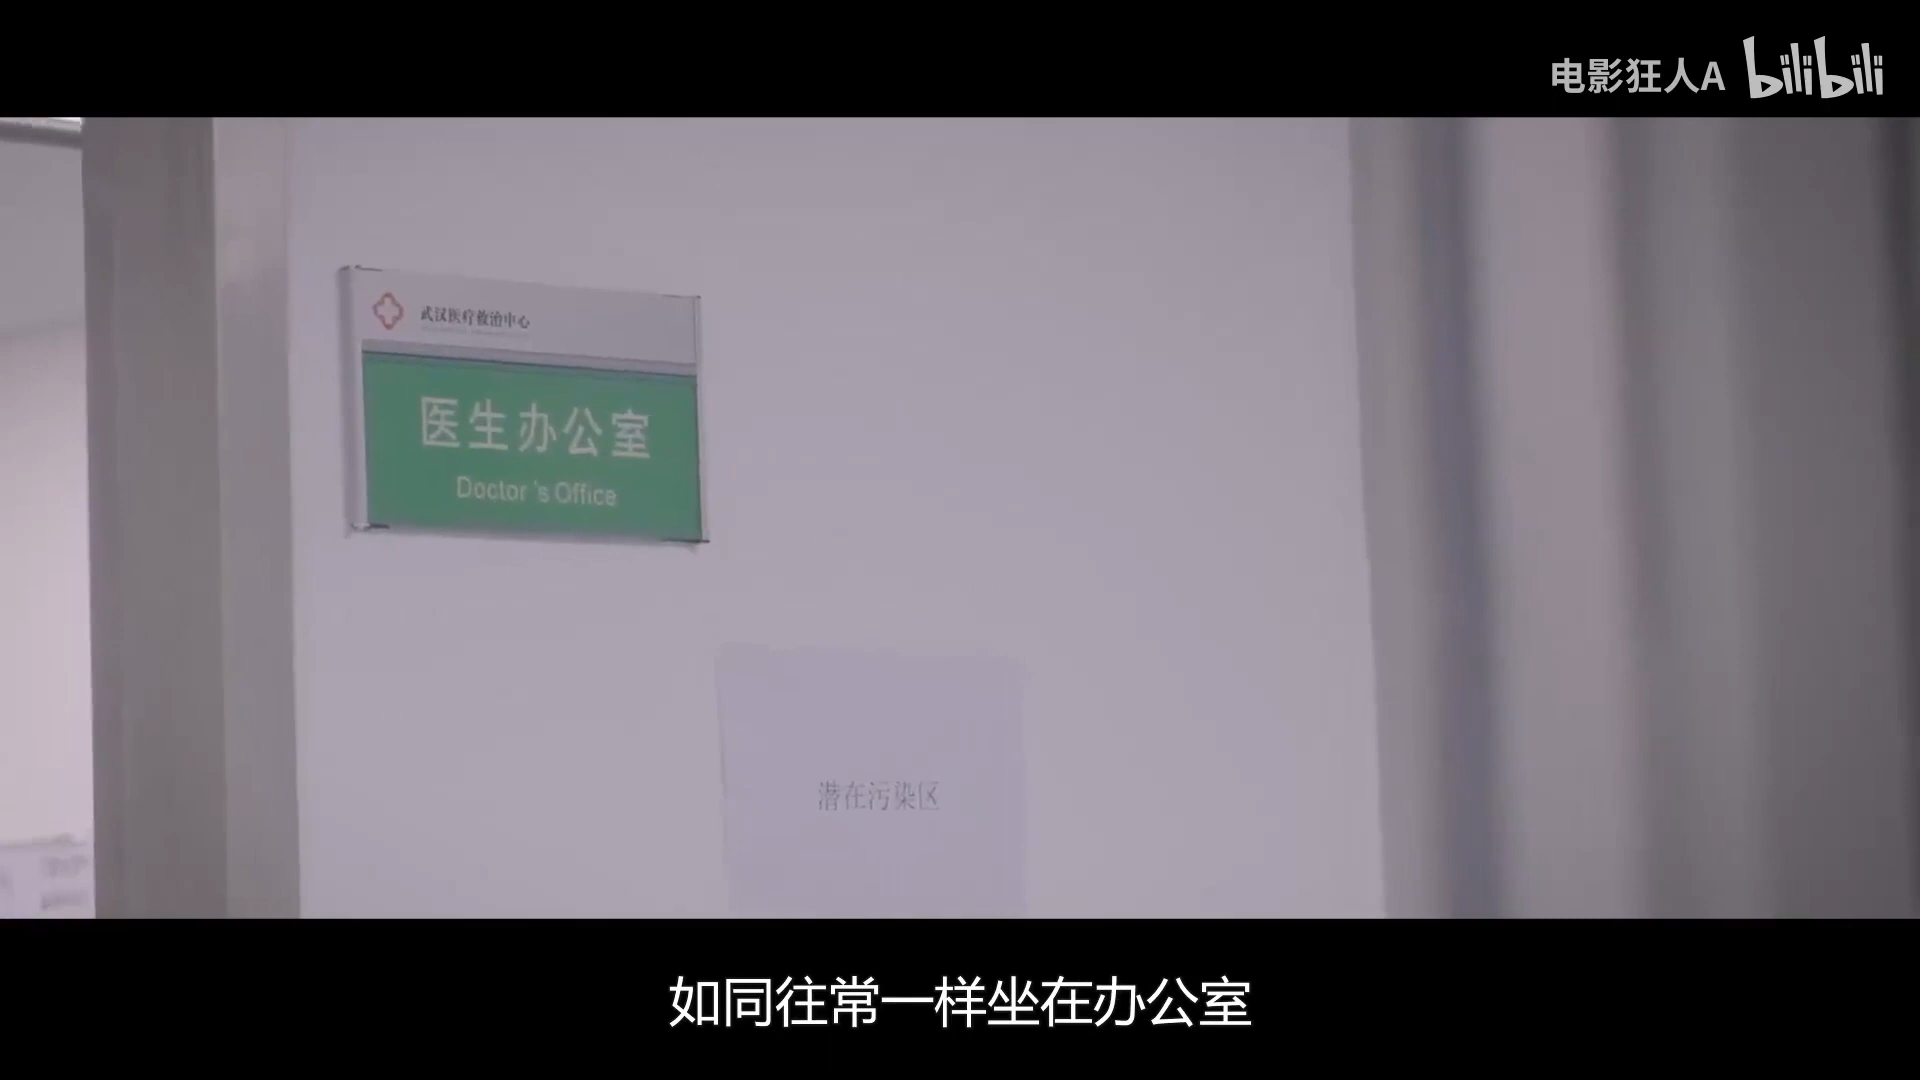 电影狂人A bilibili
武汉医疗救治中心
医生办公室
Doctor 's Office
潜在污染区
如同往常一样坐在办公室